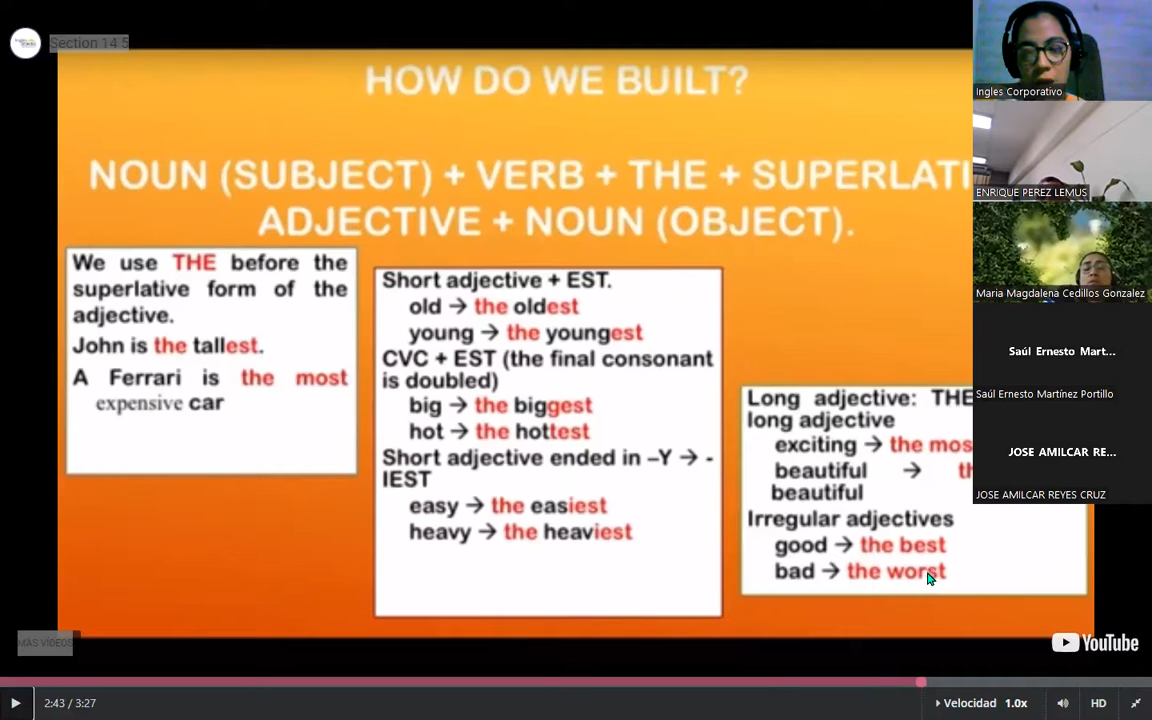 Section 14 5
HOW DO WE BUILT?
NOUN (SUBJECT) + VERB + THE + SUPERLATI
ADJECTIVE + NOUN (OBJECT).
We use THE before the
superlative form of the
adjective.
John is the tallest.
A Ferrari is the most
expensive car
Short adjective + EST.
old → the oldest
young → the youngest
CVC + EST (the final consonant
is doubled)
big → the biggest
hot → the hottest
Short adjective ended in –Y → -
IEST
easy → the easiest
heavy → the heaviest
Long adjective: THE
long adjective
exciting → the mos
beautiful → th
beautiful
Irregular adjectives
good → the best
bad → the worst
Ingles Corporativo
ENRIQUE PEREZ LEMUS
Maria Magdalena Cedillos Gonzalez
Saúl Ernesto Mart...
Saúl Ernesto Martínez Portillo
JOSE AMILCAR RE...
JOSE AMILCAR REYES CRUZ
MÁS VÍDEOS
YouTube
2:43 / 3:27
Velocidad 1.0x
HD